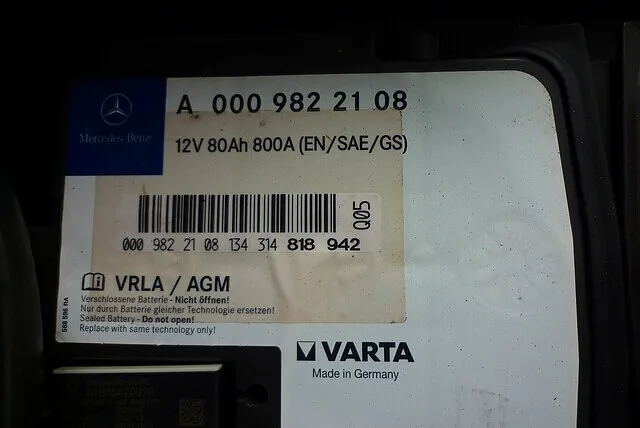 A 000 982 21 08
Mercedes-Benz
12V 80Ah 800A (EN/SAE/GS)
Q05
000 982 21 08 134 314 818 942
VRLA / AGM
Verschlossene Batterie - Nicht öffnen!
Nur durch Batterie gleicher Technologie ersetzen!
Sealed Battery - Do not open!
Replace with same technology only!
VARTA
Made in Germany